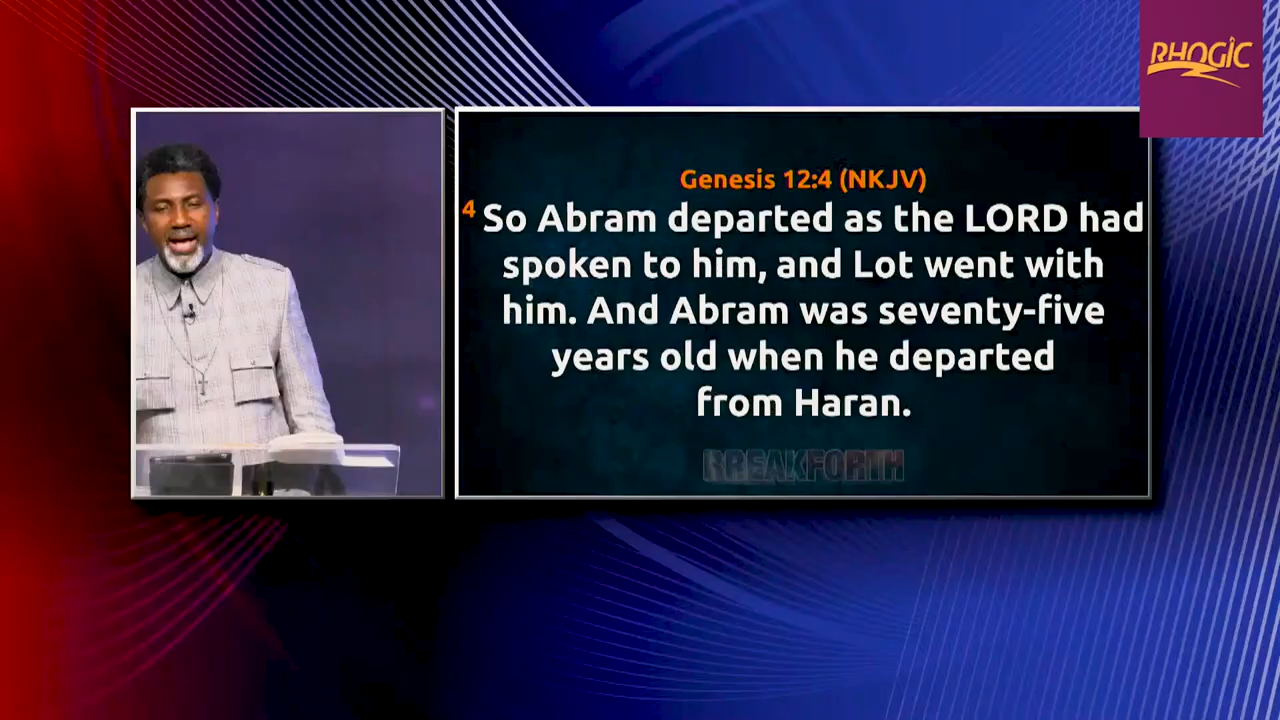 RHOGIC
Genesis 12:4 (NKJV)
4 So Abram departed as the LORD had
spoken to him, and Lot went with
him. And Abram was seventy-five
years old when he departed
from Haran.
BREAKFORTH